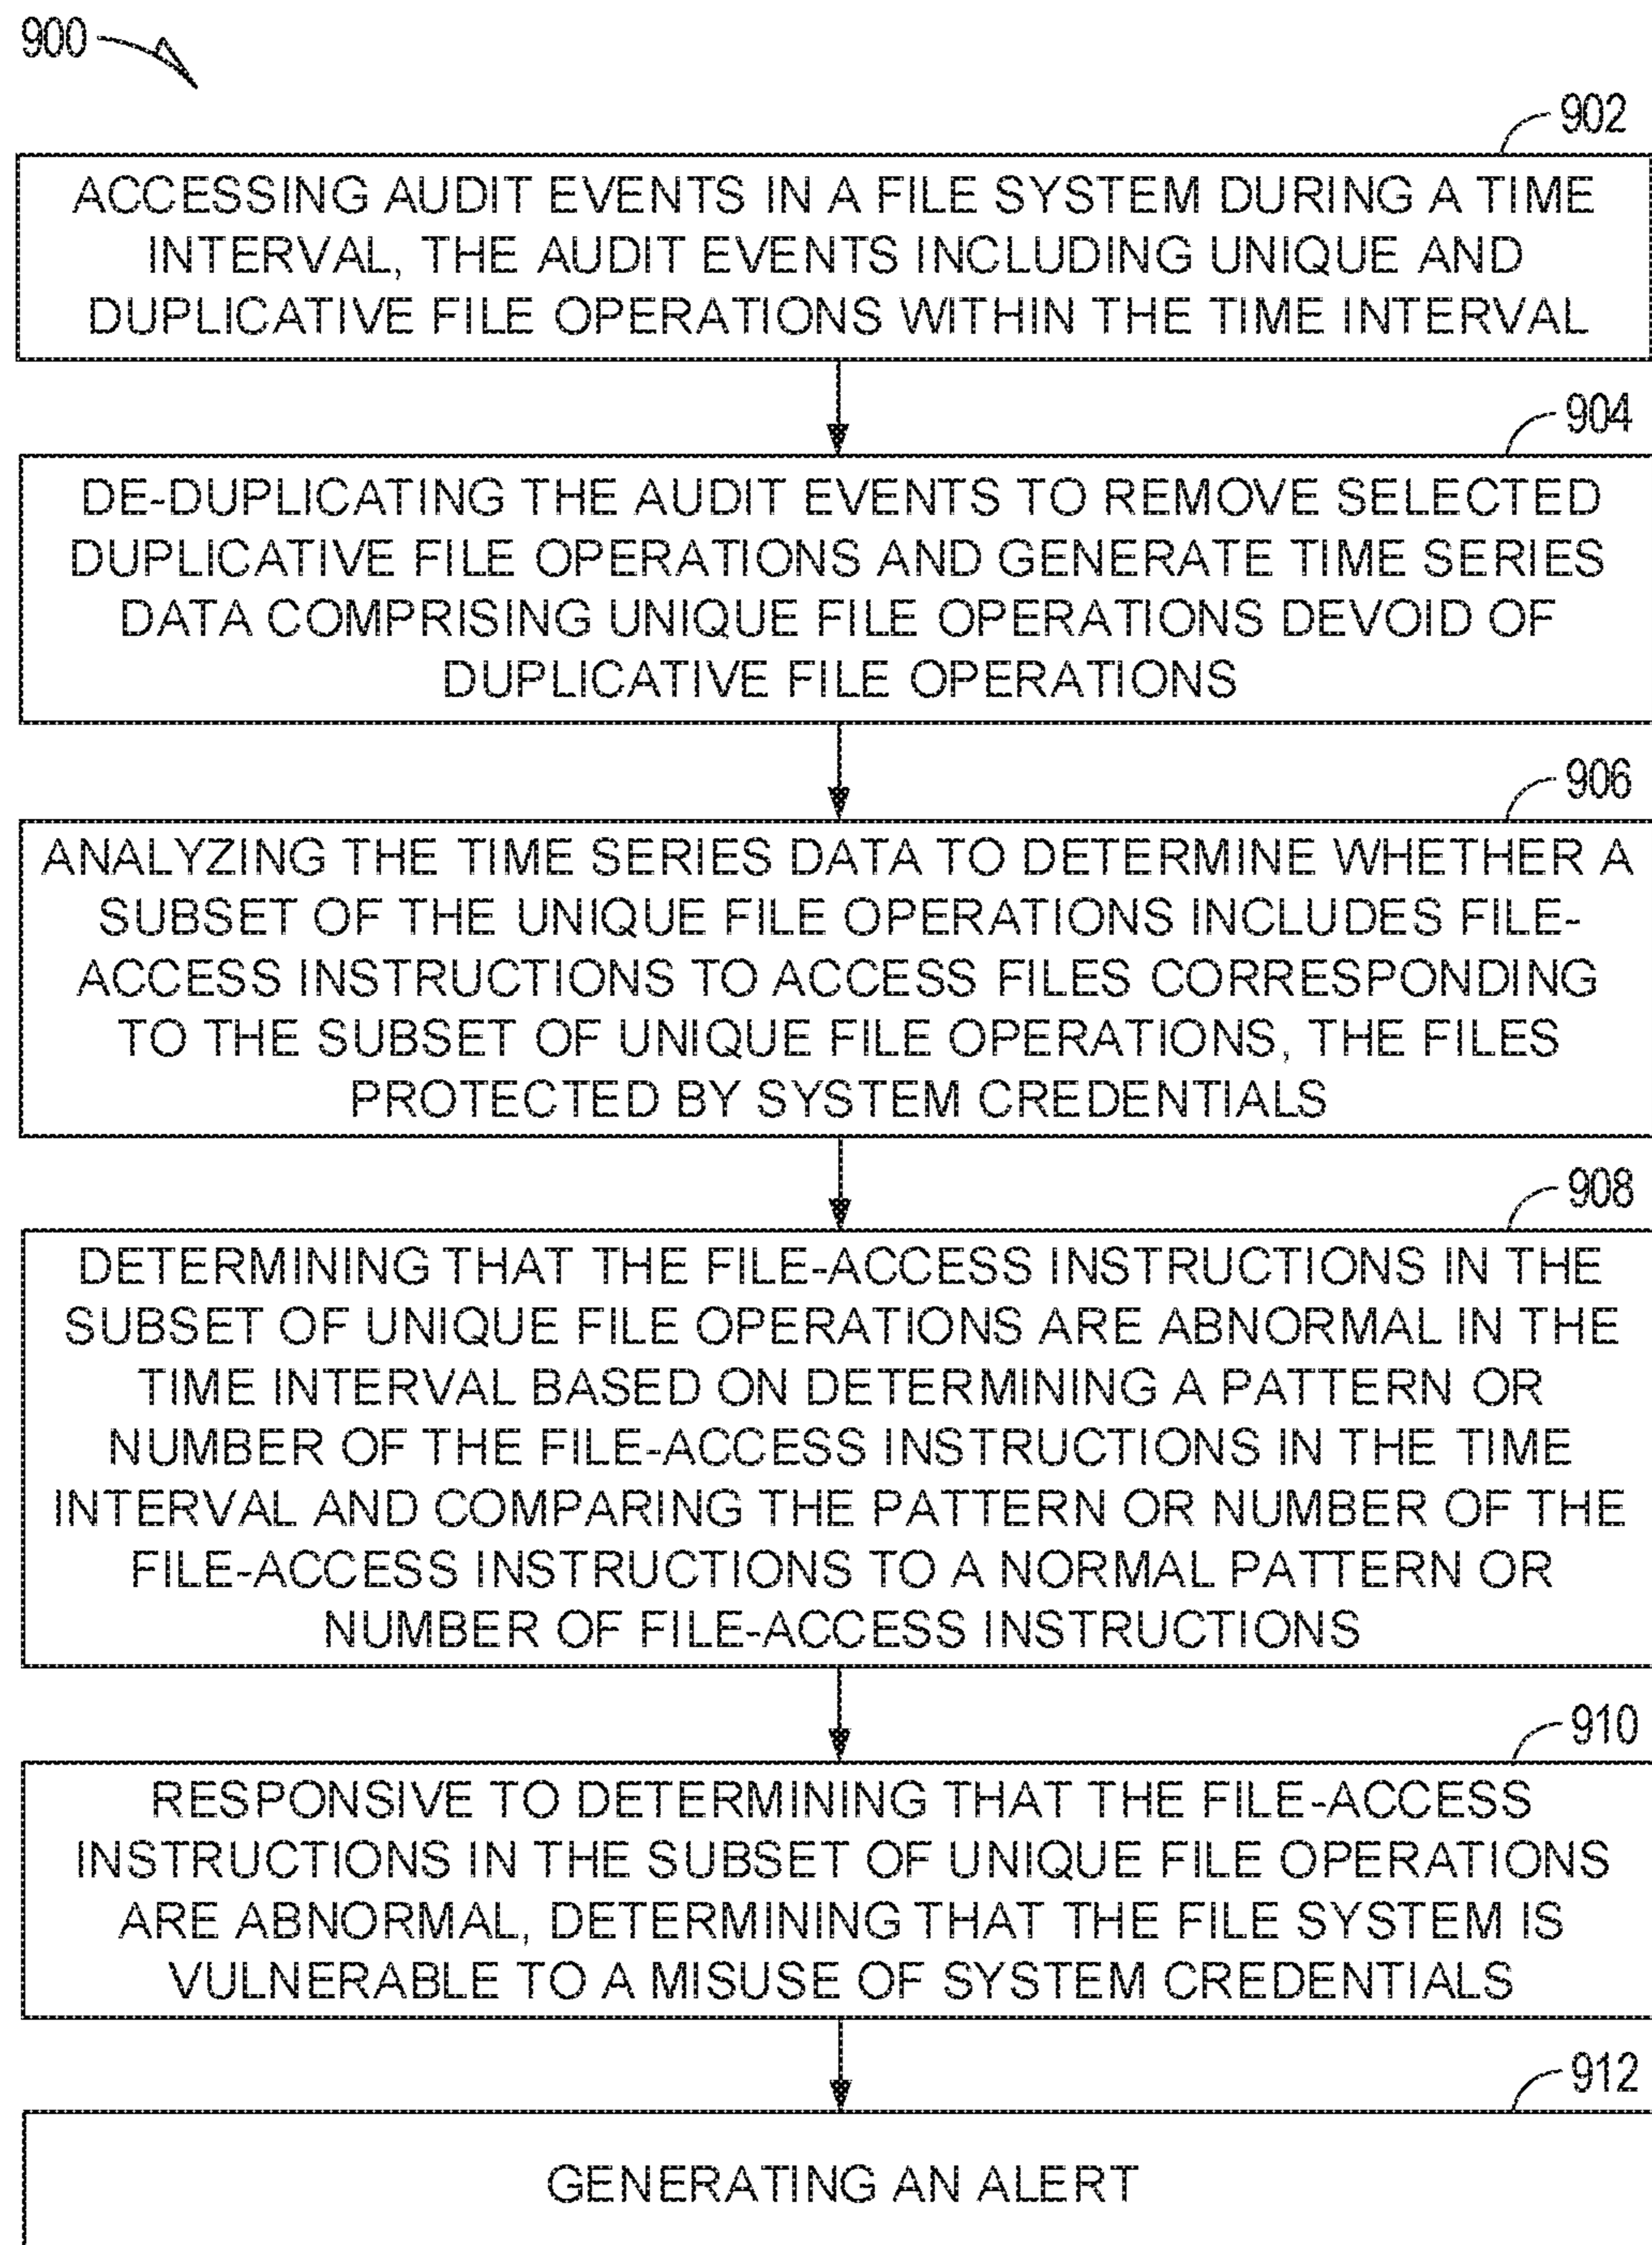 900
902
ACCESSING AUDIT EVENTS IN A FILE SYSTEM DURING A TIME
INTERVAL, THE AUDIT EVENTS INCLUDING UNIQUE AND
DUPLICATIVE FILE OPERATIONS WITHIN THE TIME INTERVAL
904
DE-DUPLICATING THE AUDIT EVENTS TO REMOVE SELECTED
DUPLICATIVE FILE OPERATIONS AND GENERATE TIME SERIES
DATA COMPRISING UNIQUE FILE OPERATIONS DEVOID OF
DUPLICATIVE FILE OPERATIONS
906
ANALYZING THE TIME SERIES DATA TO DETERMINE WHETHER A
SUBSET OF THE UNIQUE FILE OPERATIONS INCLUDES FILE-
ACCESS INSTRUCTIONS TO ACCESS FILES CORRESPONDING
TO THE SUBSET OF UNIQUE FILE OPERATIONS, THE FILES
PROTECTED BY SYSTEM CREDENTIALS
908
DETERMINING THAT THE FILE-ACCESS INSTRUCTIONS IN THE
SUBSET OF UNIQUE FILE OPERATIONS ARE ABNORMAL IN THE
TIME INTERVAL BASED ON DETERMINING A PATTERN OR
NUMBER OF THE FILE-ACCESS INSTRUCTIONS IN THE TIME
INTERVAL AND COMPARING THE PATTERN OR NUMBER OF THE
FILE-ACCESS INSTRUCTIONS TO A NORMAL PATTERN OR
NUMBER OF FILE-ACCESS INSTRUCTIONS
910
RESPONSIVE TO DETERMINING THAT THE FILE-ACCESS
INSTRUCTIONS IN THE SUBSET OF UNIQUE FILE OPERATIONS
ARE ABNORMAL, DETERMINING THAT THE FILE SYSTEM IS
VULNERABLE TO A MISUSE OF SYSTEM CREDENTIALS
912
GENERATING AN ALERT